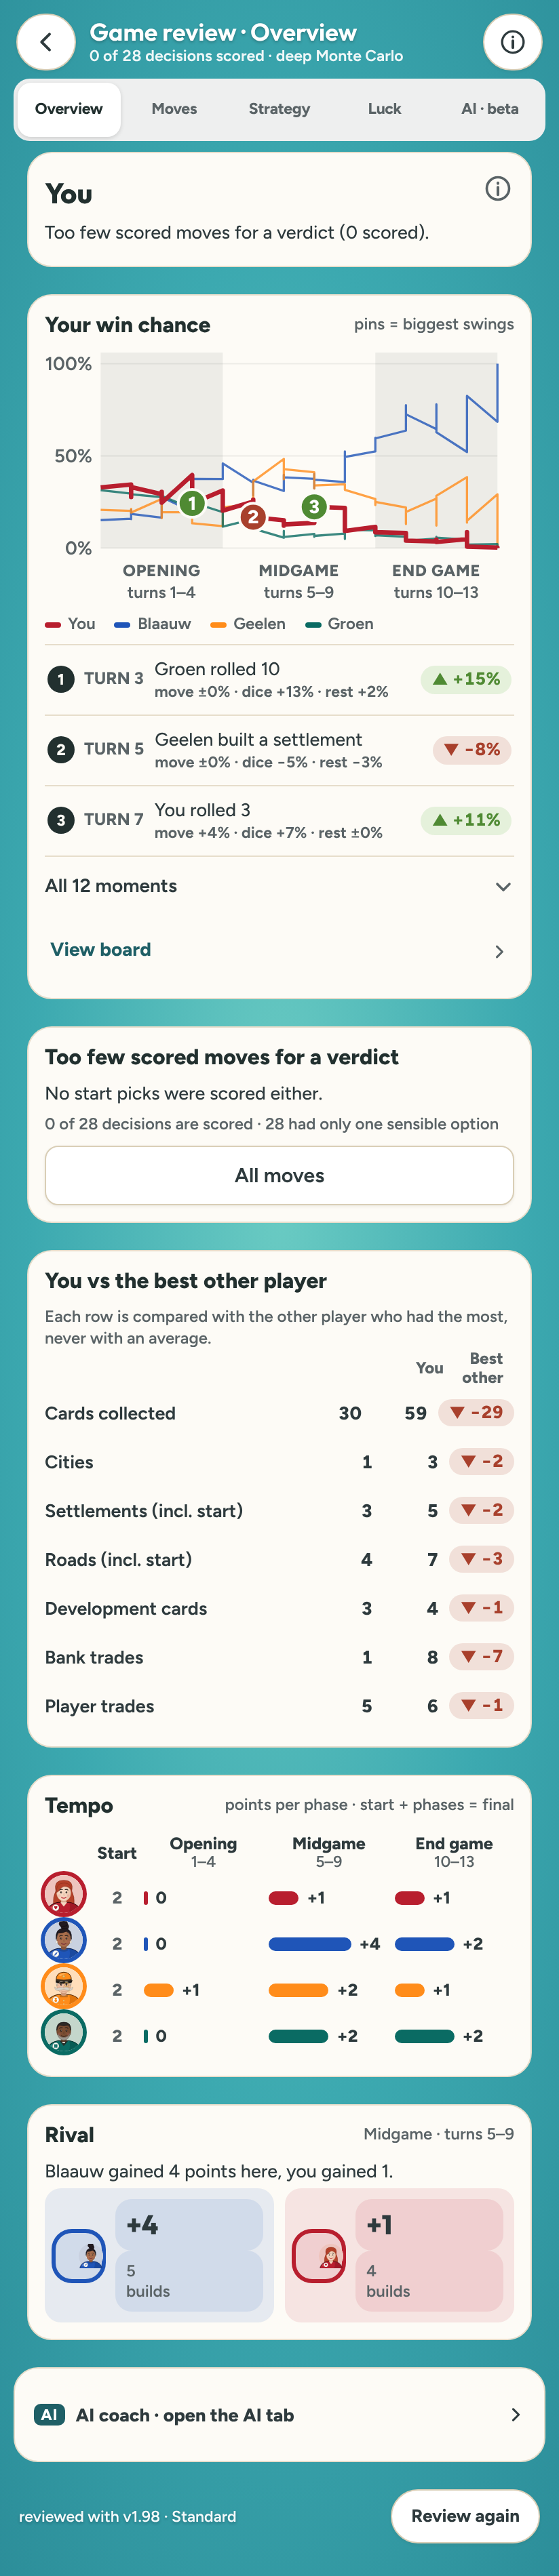 Game review · Overview
0 of 28 decisions scored · deep Monte Carlo
Overview Moves Strategy Luck AI · beta
You
Too few scored moves for a verdict (0 scored).
Your win chance pins = biggest swings
100%
50%
0%
1 2 3
OPENING MIDGAME END GAME
turns 1–4 turns 5–9 turns 10–13
You Blaauw Geelen Groen
1 TURN 3 Groen rolled 10 ▲ +15%
move ±0% · dice +13% · rest +2%
2 TURN 5 Geelen built a settlement ▼ −8%
move ±0% · dice −5% · rest −3%
3 TURN 7 You rolled 3 ▲ +11%
move +4% · dice +7% · rest ±0%
All 12 moments
View board
Too few scored moves for a verdict
No start picks were scored either.
0 of 28 decisions are scored · 28 had only one sensible option
All moves
You vs the best other player
Each row is compared with the other player who had the most,
never with an average.
You Best
other
Cards collected 30 59 ▼ −29
Cities 1 3 ▼ −2
Settlements (incl. start) 3 5 ▼ −2
Roads (incl. start) 4 7 ▼ −3
Development cards 3 4 ▼ −1
Bank trades 1 8 ▼ −7
Player trades 5 6 ▼ −1
Tempo points per phase · start + phases = final
Start Opening Midgame End game
1–4 5–9 10–13
2 0 +1 +1
2 0 +4 +2
2 +1 +2 +1
2 0 +2 +2
Rival Midgame · turns 5–9
Blaauw gained 4 points here, you gained 1.
+4 +1
5 4
builds builds
AI AI coach · open the AI tab
reviewed with v1.98 · Standard Review again